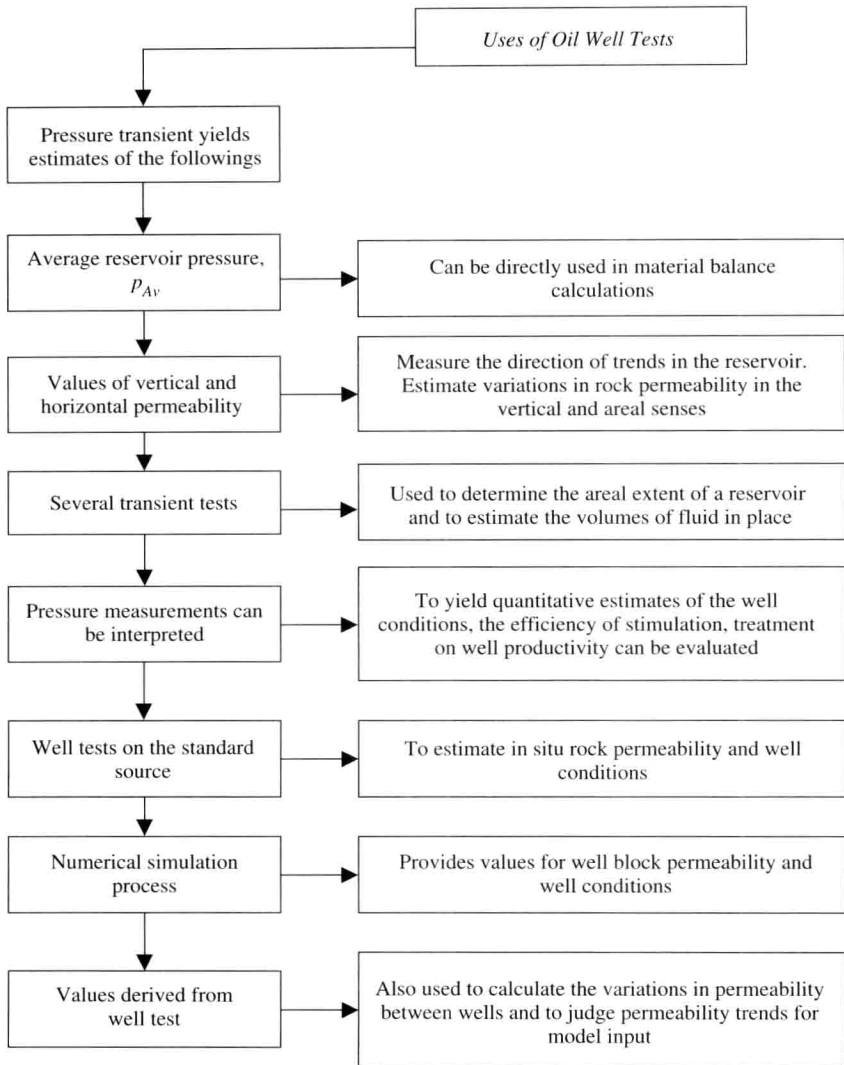 Uses of Oil Well Tests
Pressure transient yields
estimates of the followings
Average reservoir pressure,
p_Av
Can be directly used in material balance
calculations
Values of vertical and
horizontal permeability
Measure the direction of trends in the reservoir.
Estimate variations in rock permeability in the
vertical and areal senses
Several transient tests
Used to determine the areal extent of a reservoir
and to estimate the volumes of fluid in place
Pressure measurements can
be interpreted
To yield quantitative estimates of the well
conditions, the efficiency of stimulation, treatment
on well productivity can be evaluated
Well tests on the standard
source
To estimate in situ rock permeability and well
conditions
Numerical simulation
process
Provides values for well block permeability and
well conditions
Values derived from
well test
Also used to calculate the variations in permeability
between wells and to judge permeability trends for
model input